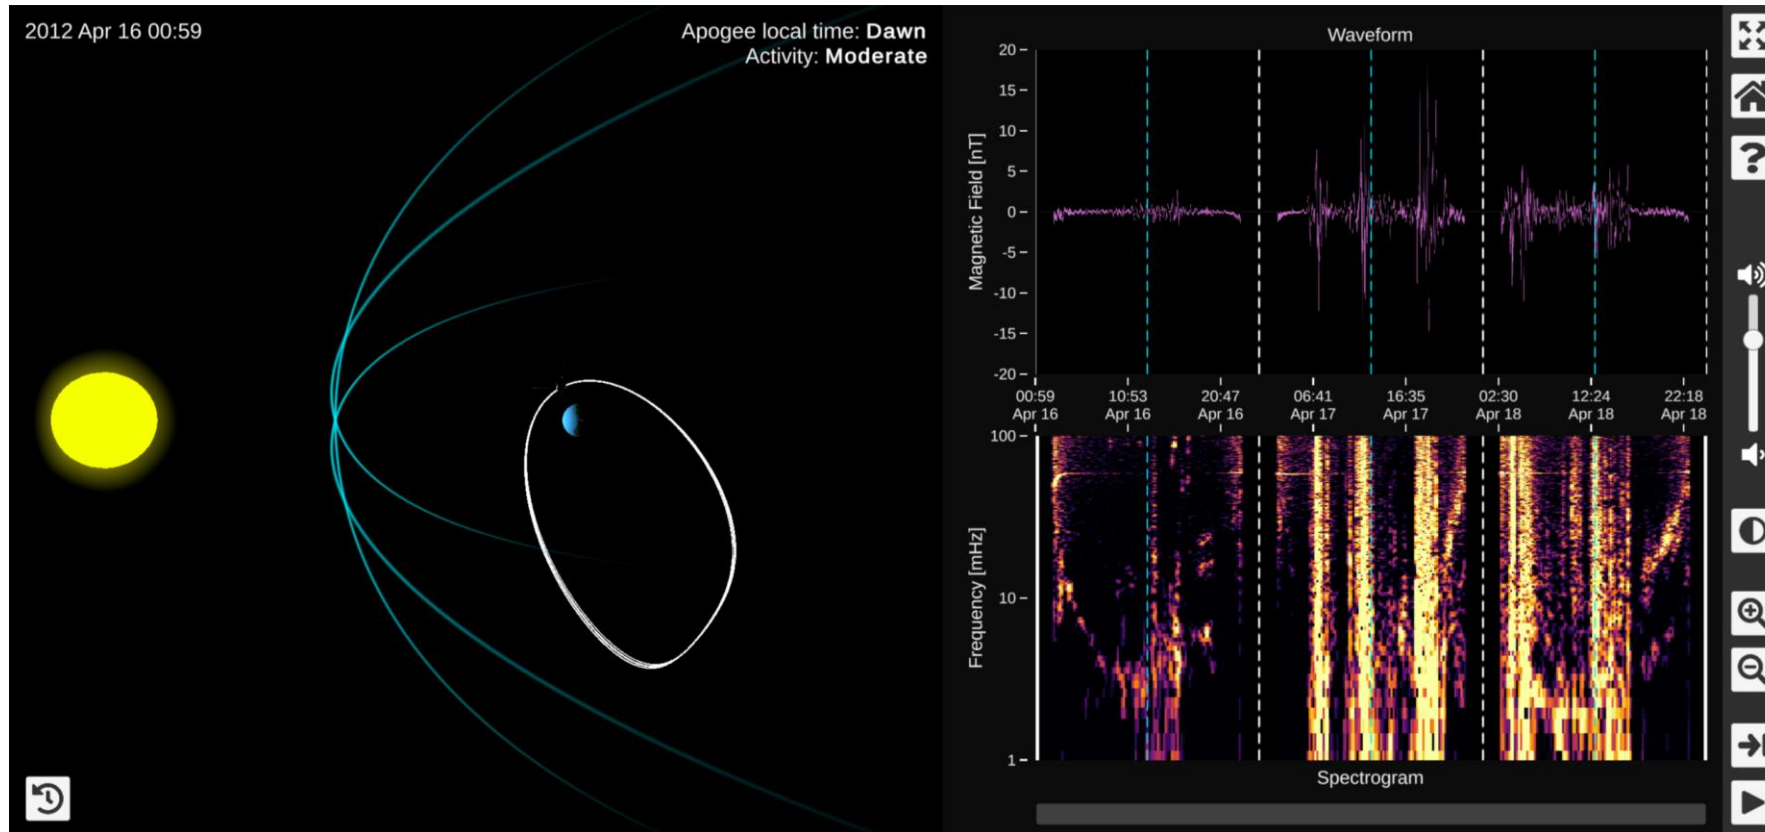 2012 Apr 16 00:59
Apogee local time: Dawn
Activity: Moderate
Waveform
Magnetic Field [nT]
20
15
10
5
0
-5
-10
-15
-20
00:59 10:53 20:47 06:41 16:35 02:30 12:24 22:18
Apr 16 Apr 16 Apr 16 Apr 17 Apr 17 Apr 18 Apr 18 Apr 18
Frequency [mHz]
100
10
1
Spectrogram
?